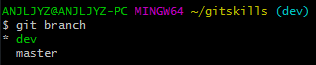 ANJLJYZ@ANJLJYZ-PC MINGW64 ~/gitskills (dev)
$ git branch
* dev
  master